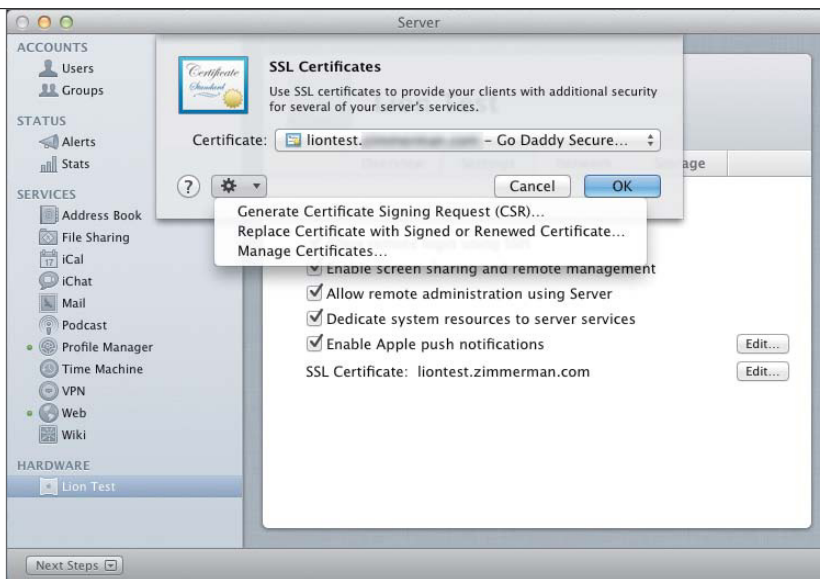 Server
ACCOUNTS
Users
Groups
STATUS
Alerts
Stats
SERVICES
Address Book
File Sharing
iCal
iChat
Mail
Podcast
Profile Manager
Time Machine
VPN
Web
Wiki
HARDWARE
Lion Test
Next Steps
Certificate
Standard
SSL Certificates
Use SSL certificates to provide your clients with additional security
for several of your server's services.
Certificate: liontest. – Go Daddy Secure...
? Cancel OK
Generate Certificate Signing Request (CSR)...
Replace Certificate with Signed or Renewed Certificate...
Manage Certificates...
Enable screen sharing and remote management
Allow remote administration using Server
Dedicate system resources to server services
Enable Apple push notifications Edit...
SSL Certificate: liontest.zimmerman.com Edit...